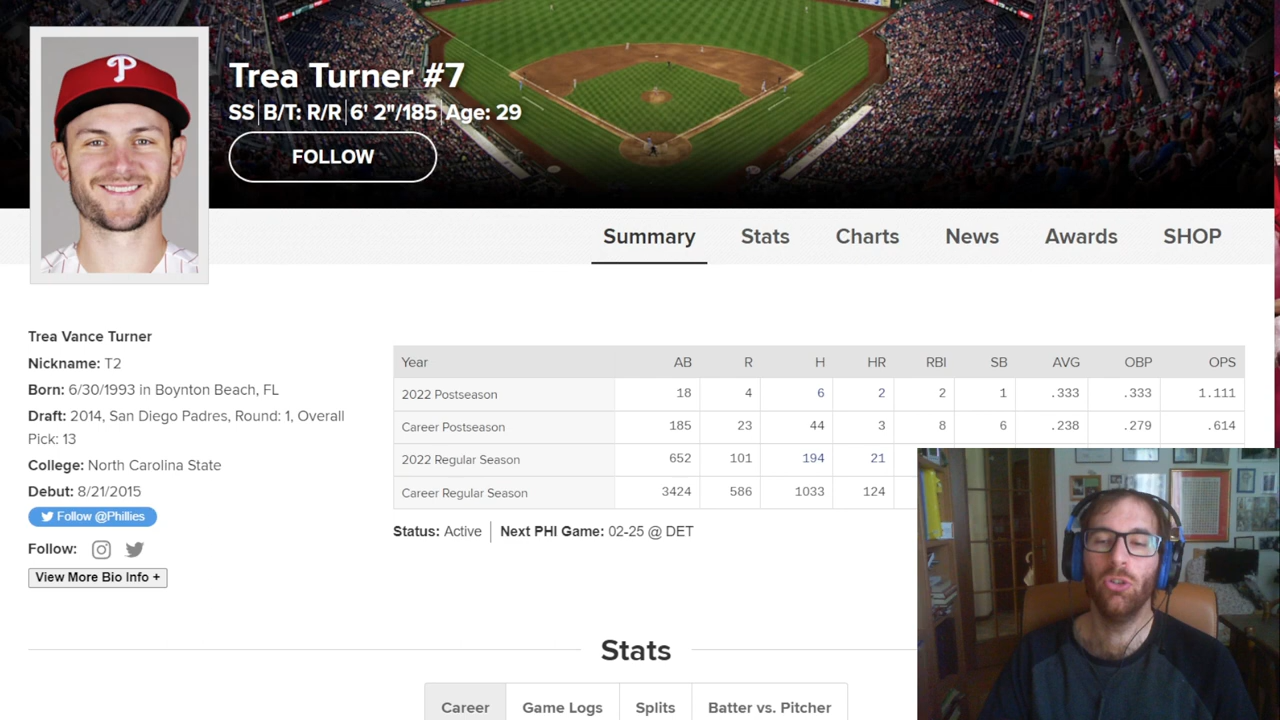 Trea Turner #7
SS B/T: R/R 6' 2"/185 Age: 29
FOLLOW
Summary Stats Charts News Awards SHOP
Trea Vance Turner
Nickname: T2
Born: 6/30/1993 in Boynton Beach, FL
Draft: 2014, San Diego Padres, Round: 1, Overall
Pick: 13
College: North Carolina State
Debut: 8/21/2015
Follow @Phillies
Follow:
View More Bio Info +
Year AB R H HR RBI SB AVG OBP OPS
2022 Postseason 18 4 6 2 2 1 .333 .333 1.111
Career Postseason 185 23 44 3 8 6 .238 .279 .614
2022 Regular Season 652 101 194 21
Career Regular Season 3424 586 1033 124
Status: Active Next PHI Game: 02-25 @ DET
Stats
Career Game Logs Splits Batter vs. Pitcher